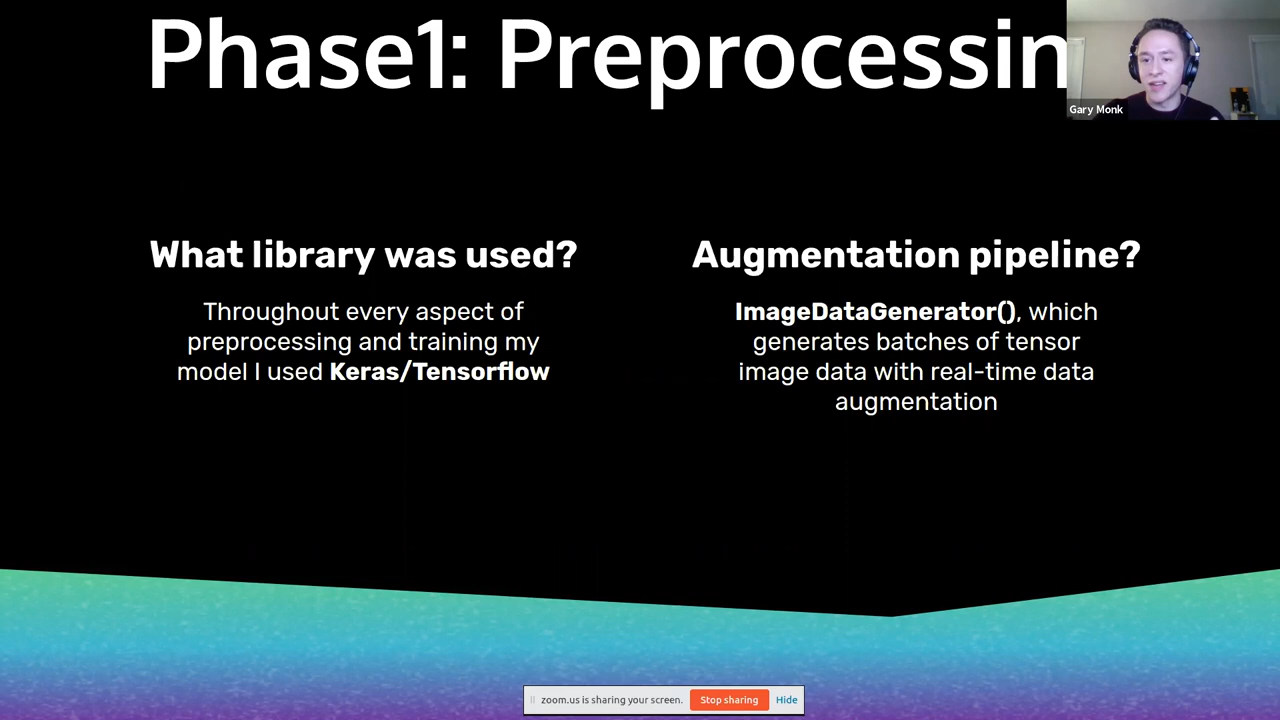 Phase1: Preprocessin
Gary Monk
What library was used?
Throughout every aspect of
preprocessing and training my
model I used Keras/Tensorflow
Augmentation pipeline?
ImageDataGenerator(), which
generates batches of tensor
image data with real-time data
augmentation
zoom.us is sharing your screen.
Stop sharing
Hide